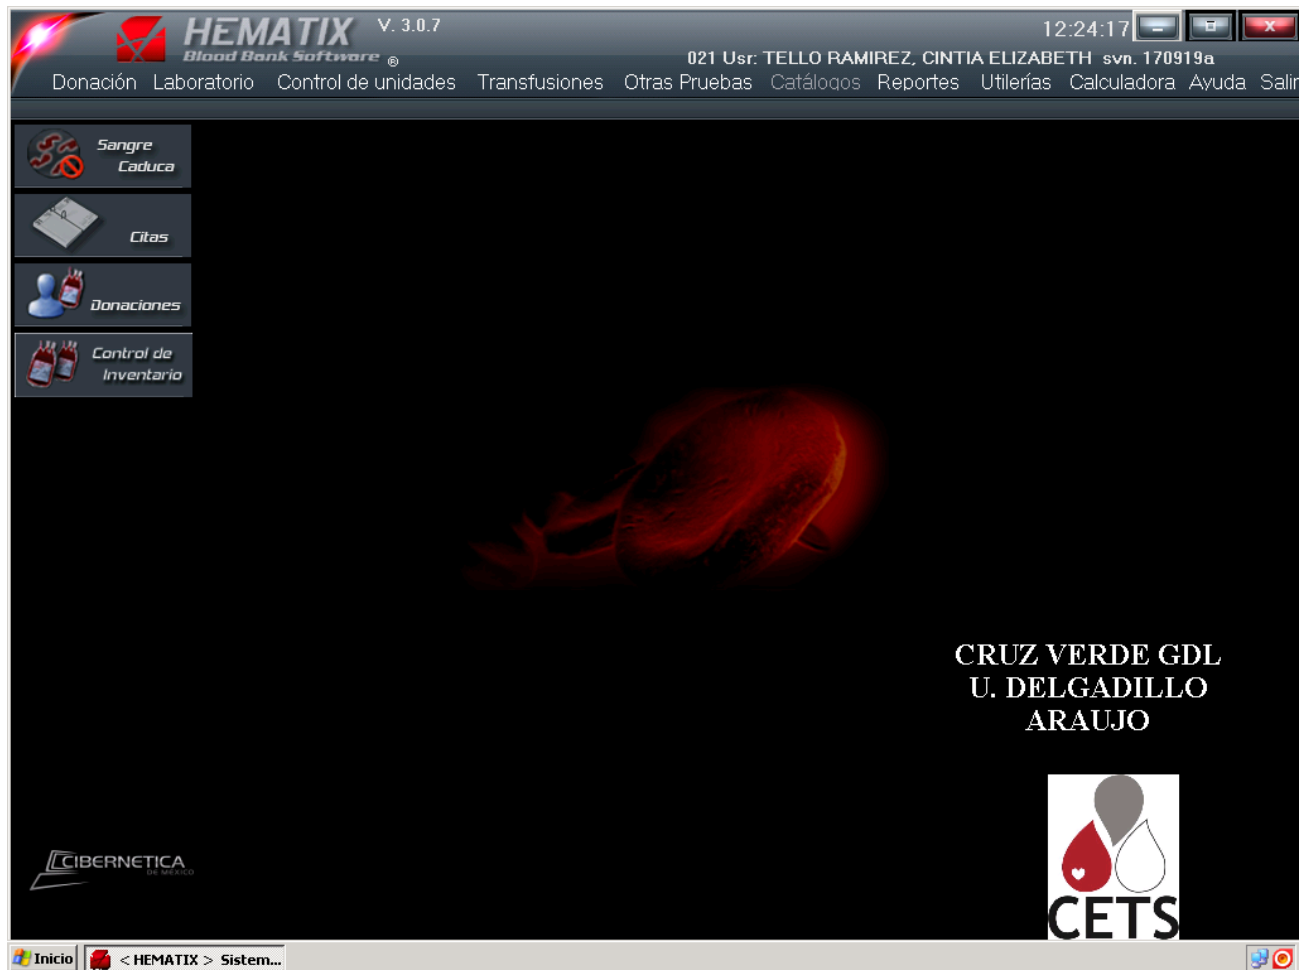 HEMATIX V. 3.0.7
Blood Bank Software ®
12:24:17
021 Usr: TELLO RAMIREZ, CINTIA ELIZABETH svn. 170919a
Donación Laboratorio Control de unidades Transfusiones Otras Pruebas Catálogos Reportes Utilerías Calculadora Ayuda Salir
Sangre
Caduca
Citas
Donaciones
Control de
Inventario
CRUZ VERDE GDL
U. DELGADILLO
ARAUJO
CIBERNETICA
DE MÉXICO
CETS
Inicio < HEMATIX > Sistem...